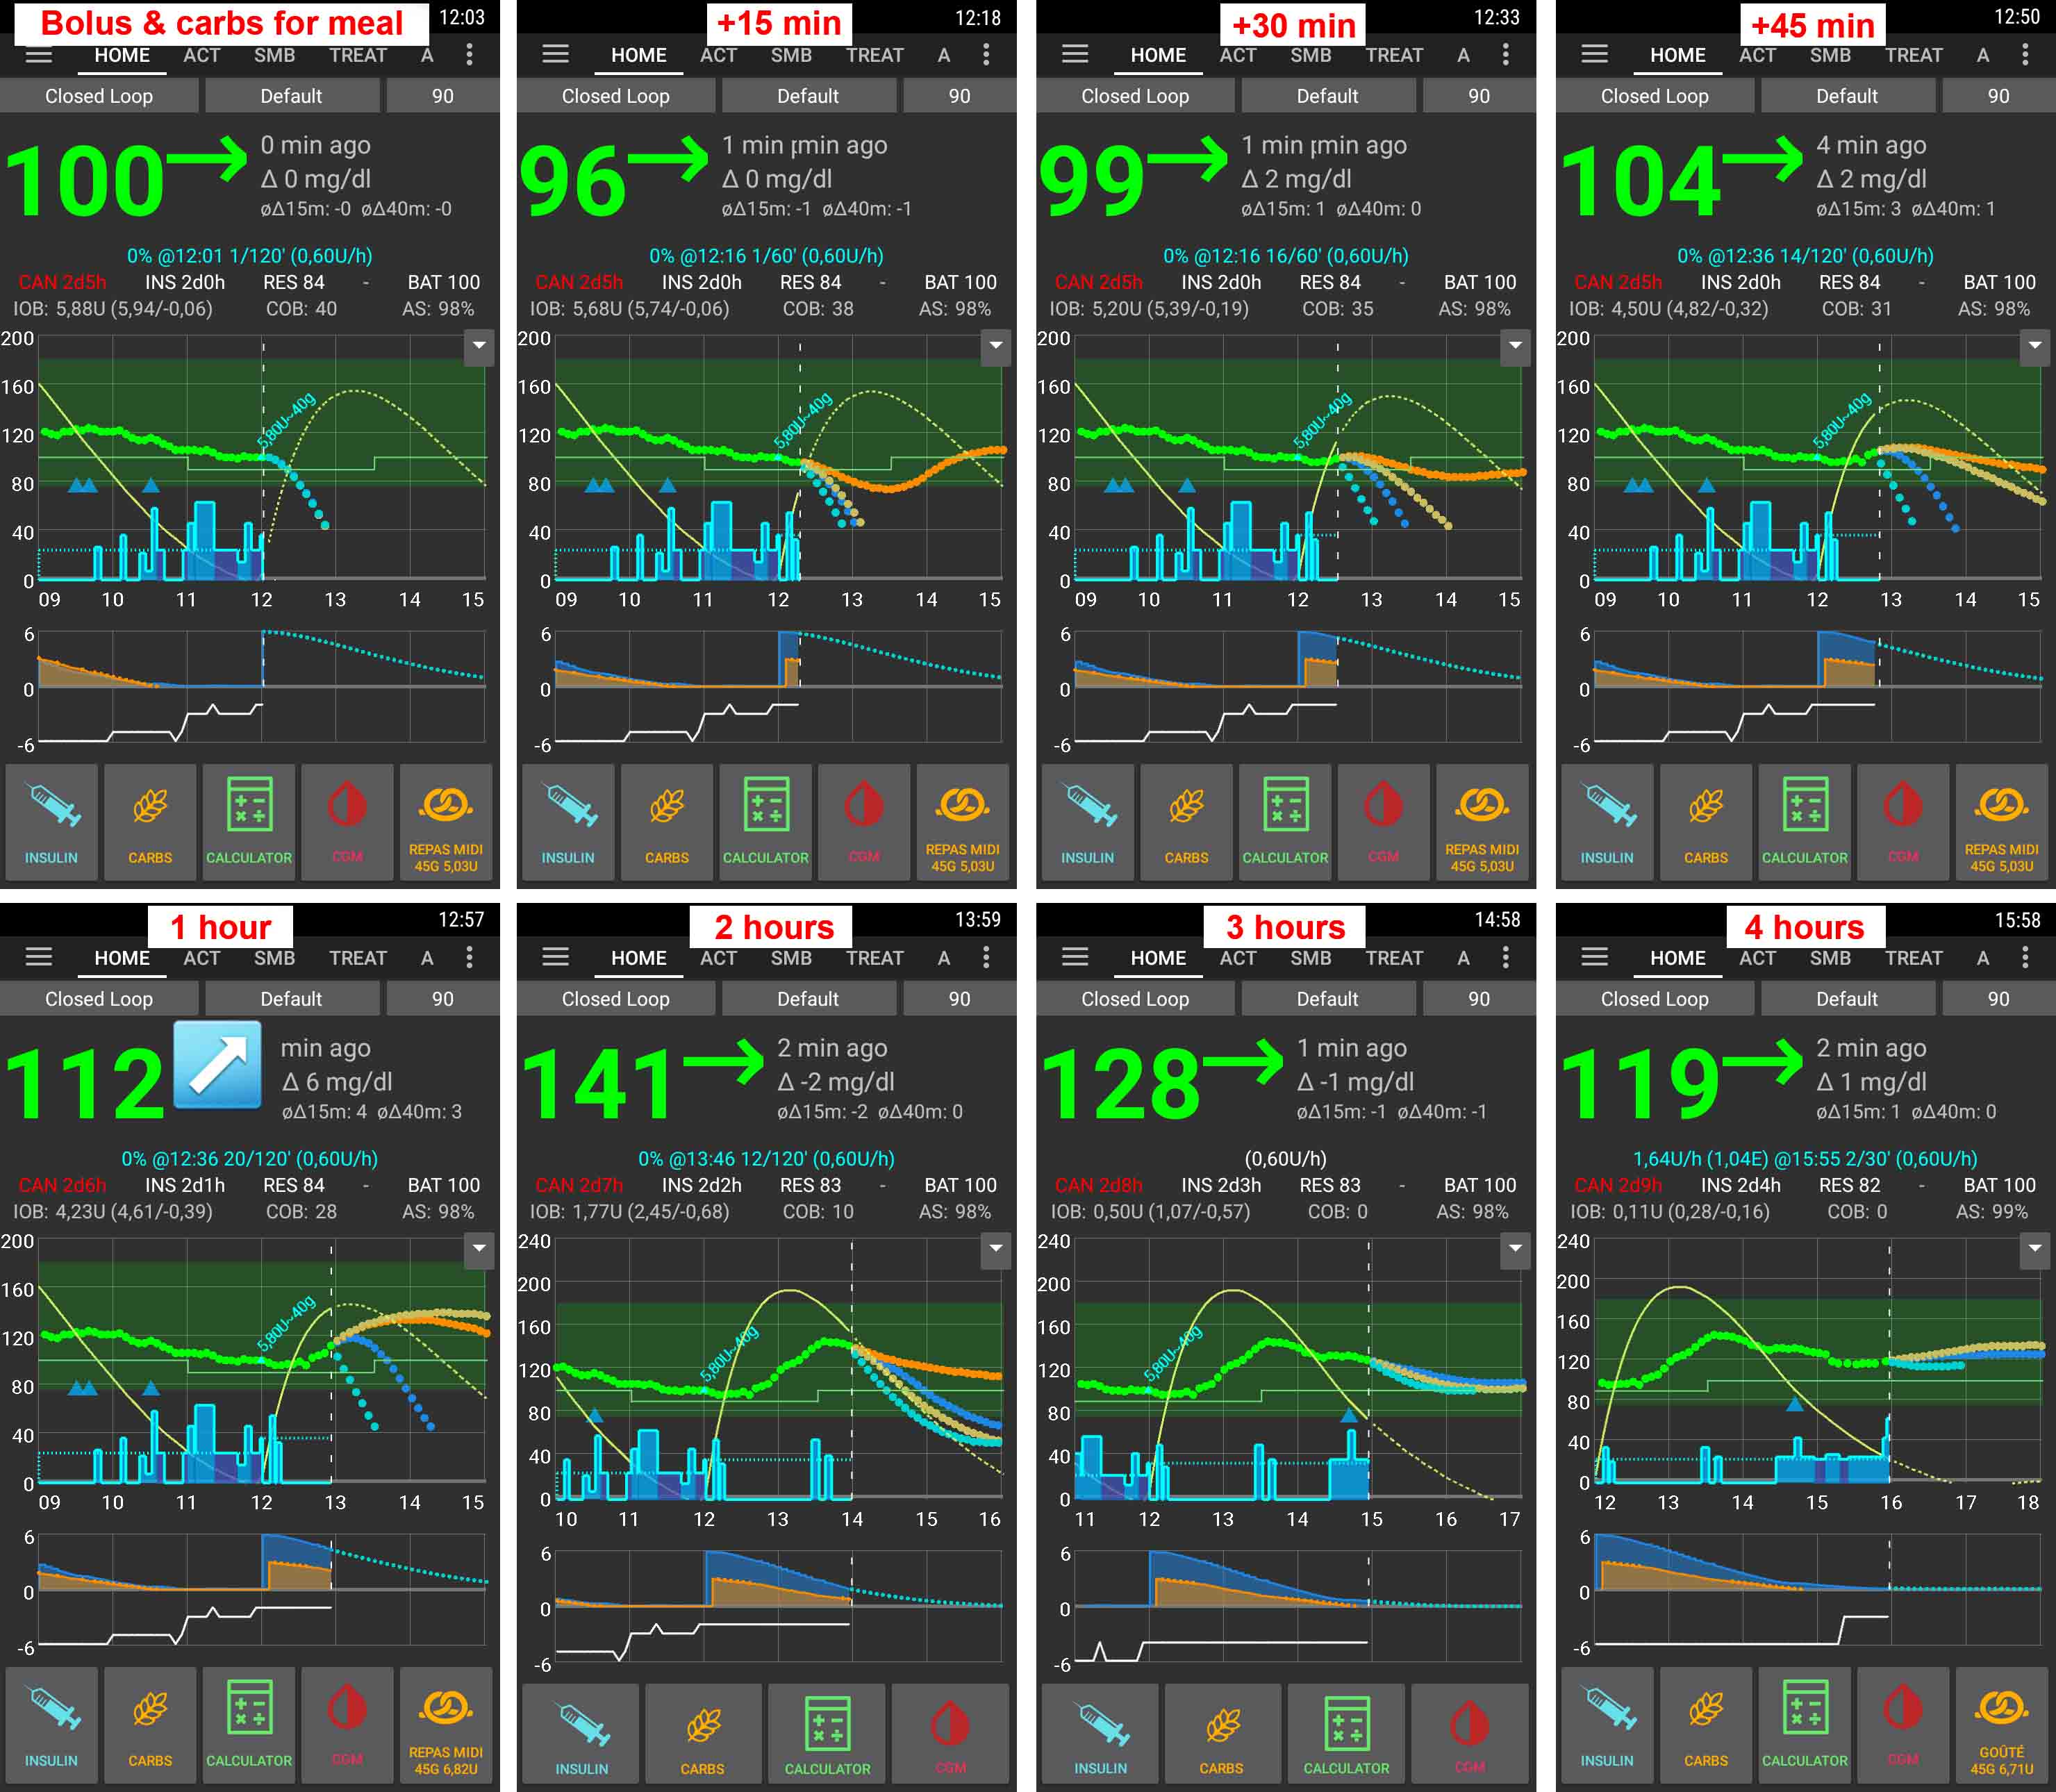 Bolus & carbs for meal
12:03
HOME ACT SMB TREAT A
Closed Loop Default 90
100
0 min ago
Δ 0 mg/dl
øΔ15m: -0 øΔ40m: -0
0% @12:01 1/120' (0,60U/h)
CAN 2d5h INS 2d0h RES 84 - BAT 100
IOB: 5,88U (5,94/-0,06) COB: 40 AS: 98%
200
160
120
80
40
0
5,80U~40g
09 10 11 12 13 14 15
6
0
-6
INSULIN CARBS CALCULATOR CGM REPAS MIDI
45G 5,03U
+15 min
12:18
HOME ACT SMB TREAT A
Closed Loop Default 90
96
1 min min ago
Δ 0 mg/dl
øΔ15m: -1 øΔ40m: -1
0% @12:16 1/60' (0,60U/h)
CAN 2d5h INS 2d0h RES 84 - BAT 100
IOB: 5,68U (5,74/-0,06) COB: 38 AS: 98%
200
160
120
80
40
0
5,80U~40g
09 10 11 12 13 14 15
6
0
-6
INSULIN CARBS CALCULATOR CGM REPAS MIDI
45G 5,03U
+30 min
12:33
HOME ACT SMB TREAT A
Closed Loop Default 90
99
1 min min ago
Δ 2 mg/dl
øΔ15m: 1 øΔ40m: 0
0% @12:16 16/60' (0,60U/h)
CAN 2d5h INS 2d0h RES 84 - BAT 100
IOB: 5,20U (5,39/-0,19) COB: 35 AS: 98%
200
160
120
80
40
0
5,80U~40g
09 10 11 12 13 14 15
6
0
-6
INSULIN CARBS CALCULATOR CGM REPAS MIDI
45G 5,03U
+45 min
12:50
HOME ACT SMB TREAT A
Closed Loop Default 90
104
4 min ago
Δ 2 mg/dl
øΔ15m: 3 øΔ40m: 1
0% @12:36 14/120' (0,60U/h)
CAN 2d5h INS 2d0h RES 84 - BAT 100
IOB: 4,50U (4,82/-0,32) COB: 31 AS: 98%
200
160
120
80
40
0
5,80U~40g
09 10 11 12 13 14 15
6
0
-6
INSULIN CARBS CALCULATOR CGM REPAS MIDI
45G 5,03U
1 hour
12:57
HOME ACT SMB TREAT A
Closed Loop Default 90
112
min ago
Δ 6 mg/dl
øΔ15m: 4 øΔ40m: 3
0% @12:36 20/120' (0,60U/h)
CAN 2d6h INS 2d1h RES 84 - BAT 100
IOB: 4,23U (4,61/-0,39) COB: 28 AS: 98%
200
160
120
80
40
0
5,80U~40g
09 10 11 12 13 14 15
6
0
-6
INSULIN CARBS CALCULATOR CGM REPAS MIDI
45G 6,82U
2 hours
13:59
HOME ACT SMB TREAT A
Closed Loop Default 90
141
2 min ago
Δ -2 mg/dl
øΔ15m: -2 øΔ40m: 0
0% @13:46 12/120' (0,60U/h)
CAN 2d7h INS 2d2h RES 83 - BAT 100
IOB: 1,77U (2,45/-0,68) COB: 10 AS: 98%
240
200
160
120
80
40
0
5,80U~40g
10 11 12 13 14 15 16
6
0
-6
INSULIN CARBS CALCULATOR CGM
3 hours
14:58
HOME ACT SMB TREAT A
Closed Loop Default 90
128
1 min ago
Δ -1 mg/dl
øΔ15m: -1 øΔ40m: -1
(0,60U/h)
CAN 2d8h INS 2d3h RES 83 - BAT 100
IOB: 0,50U (1,07/-0,57) COB: 0 AS: 98%
240
200
160
120
80
40
0
5,80U~40g
11 12 13 14 15 16 17
6
0
-6
INSULIN CARBS CALCULATOR CGM
4 hours
15:58
HOME ACT SMB TREAT A
Closed Loop Default 90
119
2 min ago
Δ 1 mg/dl
øΔ15m: 1 øΔ40m: 0
1,64U/h (1,04E) @15:55 2/30' (0,60U/h)
CAN 2d9h INS 2d4h RES 82 - BAT 100
IOB: 0,11U (0,28/-0,16) COB: 0 AS: 99%
240
200
160
120
80
40
0
12 13 14 15 16 17 18
6
0
-6
INSULIN CARBS CALCULATOR CGM GOÛTÉ
45G 6,71U